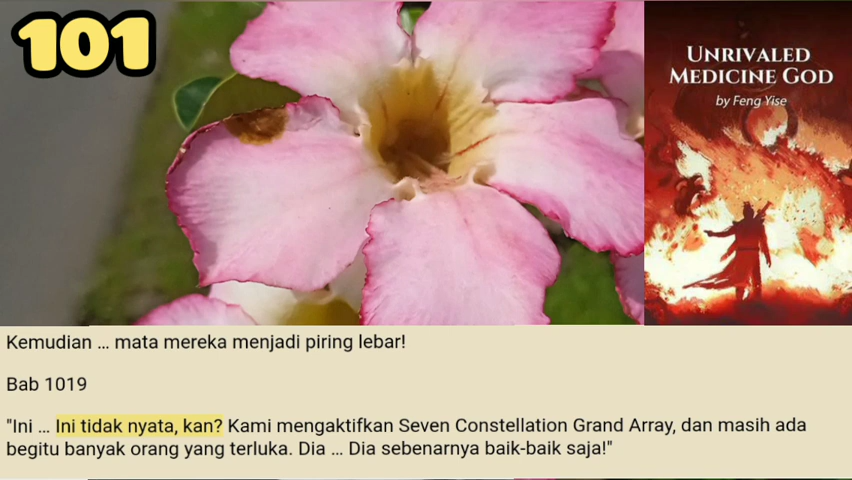 101
UNRIVALED
MEDICINE GOD
by Feng Yise
Kemudian ... mata mereka menjadi piring lebar!
Bab 1019
"Ini ... Ini tidak nyata, kan? Kami mengaktifkan Seven Constellation Grand Array, dan masih ada
begitu banyak orang yang terluka. Dia ... Dia sebenarnya baik-baik saja!"